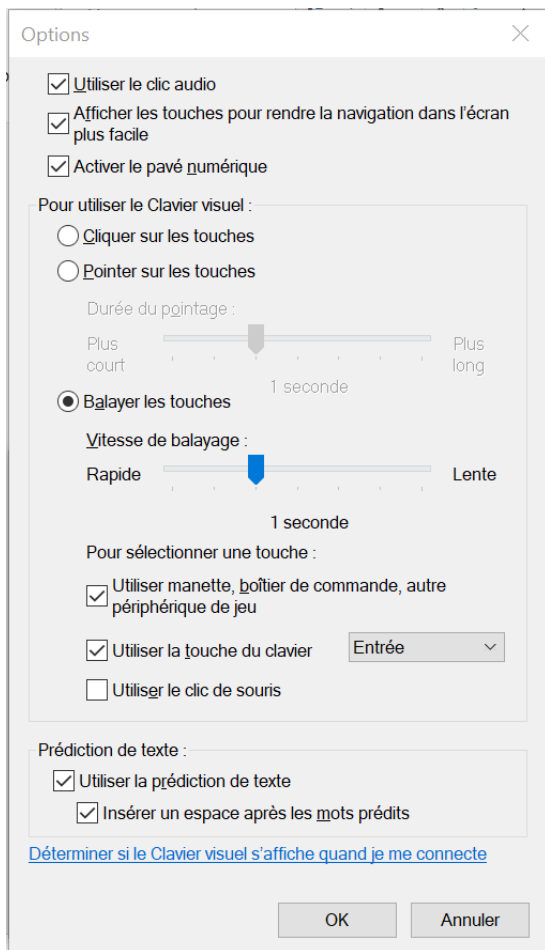 Options
Utiliser le clic audio
Afficher les touches pour rendre la navigation dans l'écran
plus facile
Activer le pavé numérique
Pour utiliser le Clavier visuel :
Cliquer sur les touches
Pointer sur les touches
Durée du pointage :
Plus court
Plus long
1 seconde
Balayer les touches
Vitesse de balayage :
Rapide
Lente
1 seconde
Pour sélectionner une touche :
Utiliser manette, boîtier de commande, autre
périphérique de jeu
Utiliser la touche du clavier
Entrée
Utiliser le clic de souris
Prédiction de texte :
Utiliser la prédiction de texte
Insérer un espace après les mots prédits
Déterminer si le Clavier visuel s'affiche quand je me connecte
OK
Annuler